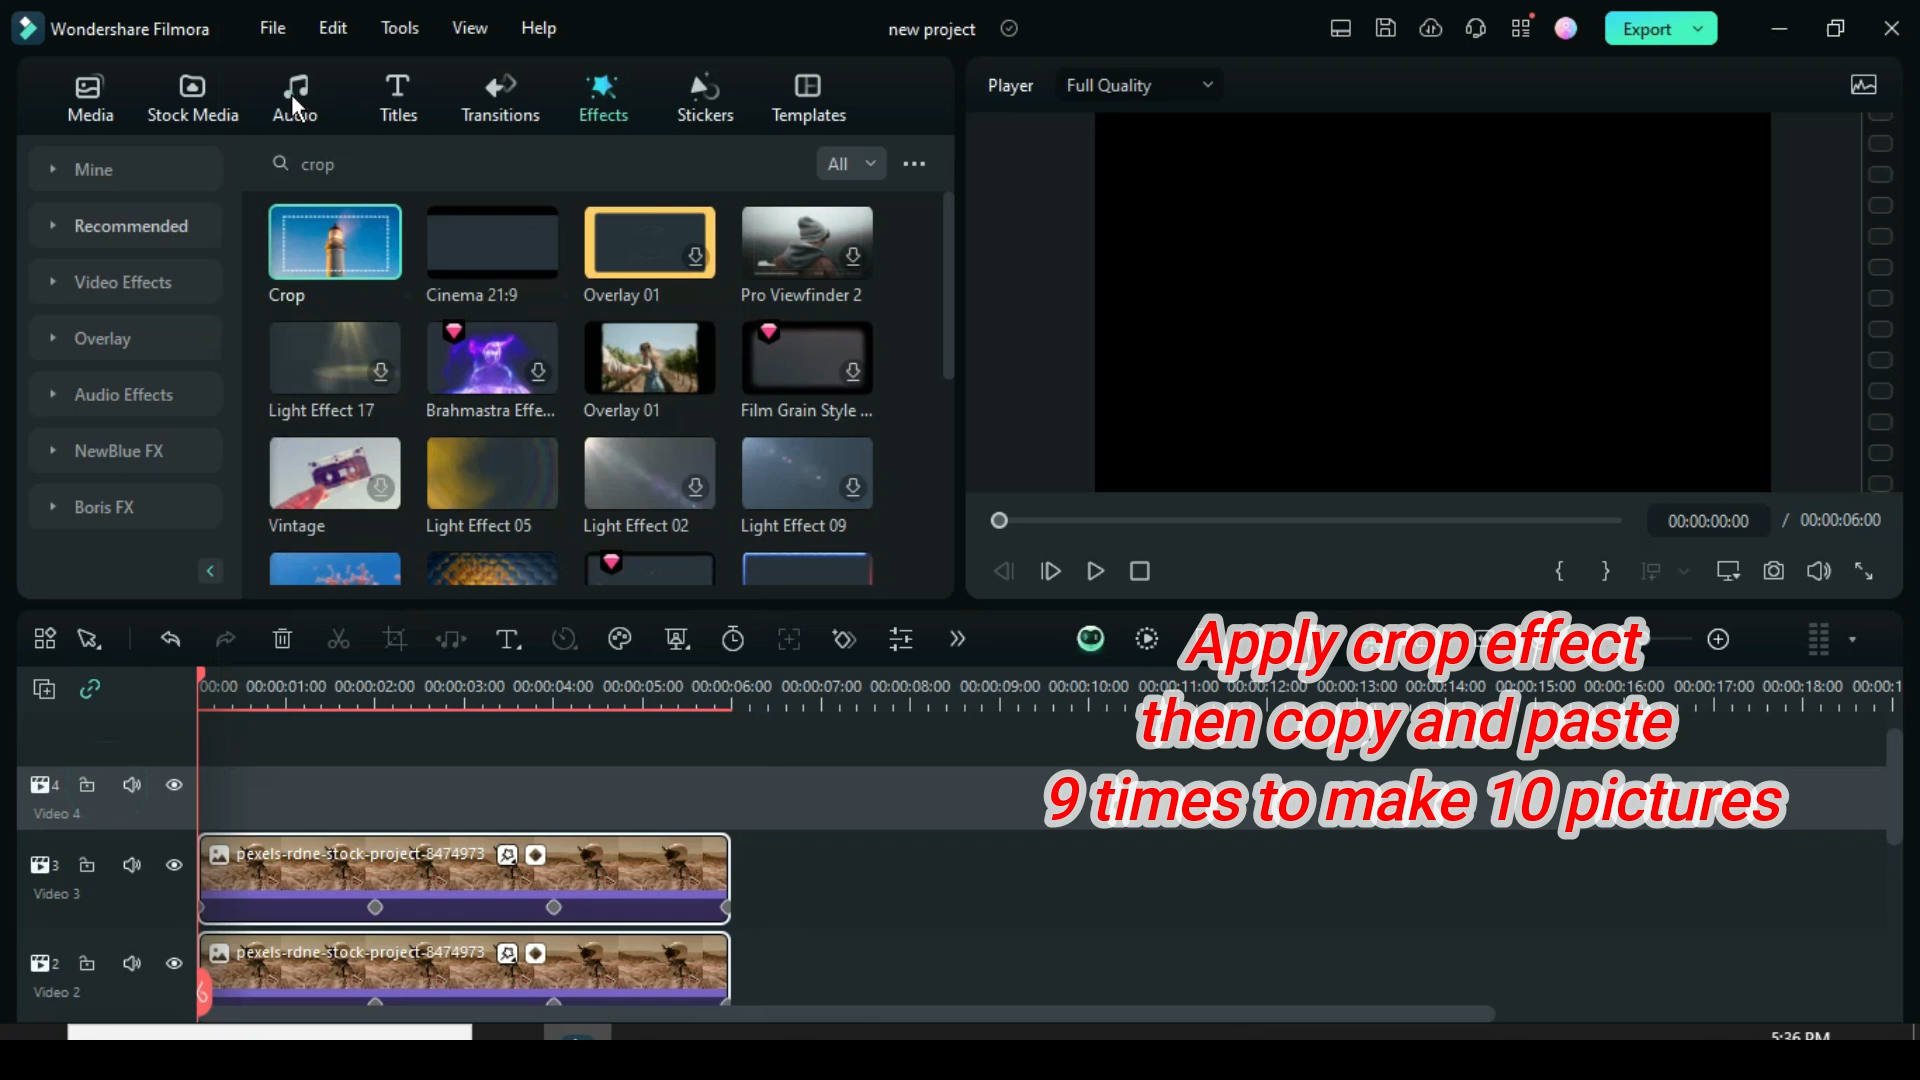 Wondershare Filmora
File
Edit
Tools
View
Help
new project
Export
Media
Stock Media
Audio
Titles
Transitions
Effects
Stickers
Templates
Player
Full Quality
Mine
Recommended
Video Effects
Overlay
Audio Effects
NewBlue FX
Boris FX
crop
All
Crop
Cinema 21:9
Overlay 01
Pro Viewfinder 2
Light Effect 17
Brahmastra Effe...
Overlay 01
Film Grain Style ...
Vintage
Light Effect 05
Light Effect 02
Light Effect 09
00:00:00:00 / 00:00:06:00
Apply crop effect
then copy and paste
9 times to make 10 pictures
00:00 00:00:01:00 00:00:02:00 00:00:03:00 00:00:04:00 00:00:05:00 00:00:06:00 00:00:07:00 00:00:08:00 00:00:09:00 00:00:10:00 00:00:11:00 00:00:12:00 00:00:13:00 00:00:14:00 00:00:15:00 00:00:16:00 00:00:17:00 00:00:18:00 00:00:1
4
Video 4
3
Video 3
pexels-rdne-stock-project-8474973
2
Video 2
pexels-rdne-stock-project-8474973
5:36 PM